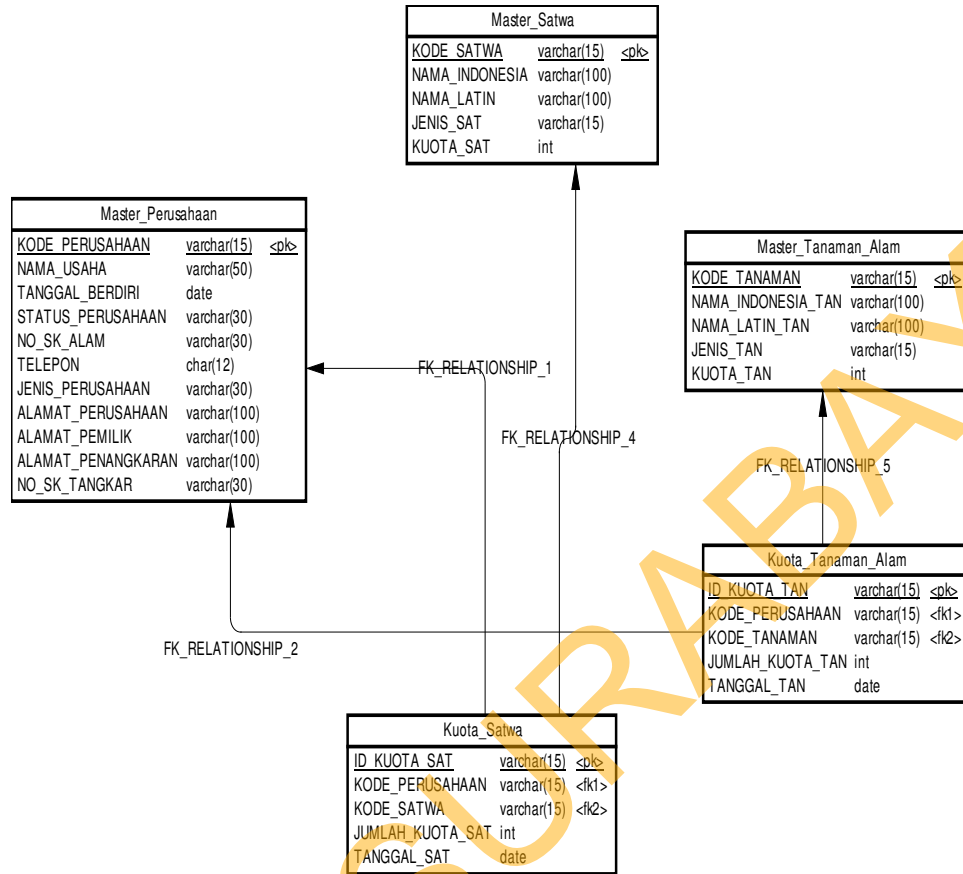 Master_Satwa
KODE_SATWA varchar(15) <pk>
NAMA_INDONESIA varchar(100)
NAMA_LATIN varchar(100)
JENIS_SAT varchar(15)
KUOTA_SAT int
Master_Perusahaan
KODE_PERUSAHAAN varchar(15) <pk>
NAMA_USAHA varchar(50)
TANGGAL_BERDIRI date
STATUS_PERUSAHAAN varchar(30)
NO_SK_ALAM varchar(30)
TELEPON char(12)
JENIS_PERUSAHAAN varchar(30)
ALAMAT_PERUSAHAAN varchar(100)
ALAMAT_PEMILIK varchar(100)
ALAMAT_PENANGKARAN varchar(100)
NO_SK_TANGKAR varchar(30)
Master_Tanaman_Alam
KODE_TANAMAN varchar(15) <pk>
NAMA_INDONESIA_TAN varchar(100)
NAMA_LATIN_TAN varchar(100)
JENIS_TAN varchar(15)
KUOTA_TAN int
FK_RELATIONSHIP_1
FK_RELATIONSHIP_4
FK_RELATIONSHIP_5
Kuota_Tanaman_Alam
ID_KUOTA_TAN varchar(15) <pk>
KODE_PERUSAHAAN varchar(15) <fk1>
KODE_TANAMAN varchar(15) <fk2>
JUMLAH_KUOTA_TAN int
TANGGAL_TAN date
FK_RELATIONSHIP_2
Kuota_Satwa
ID_KUOTA_SAT varchar(15) <pk>
KODE_PERUSAHAAN varchar(15) <fk1>
KODE_SATWA varchar(15) <fk2>
JUMLAH_KUOTA_SAT int
TANGGAL_SAT date
SURABAYA